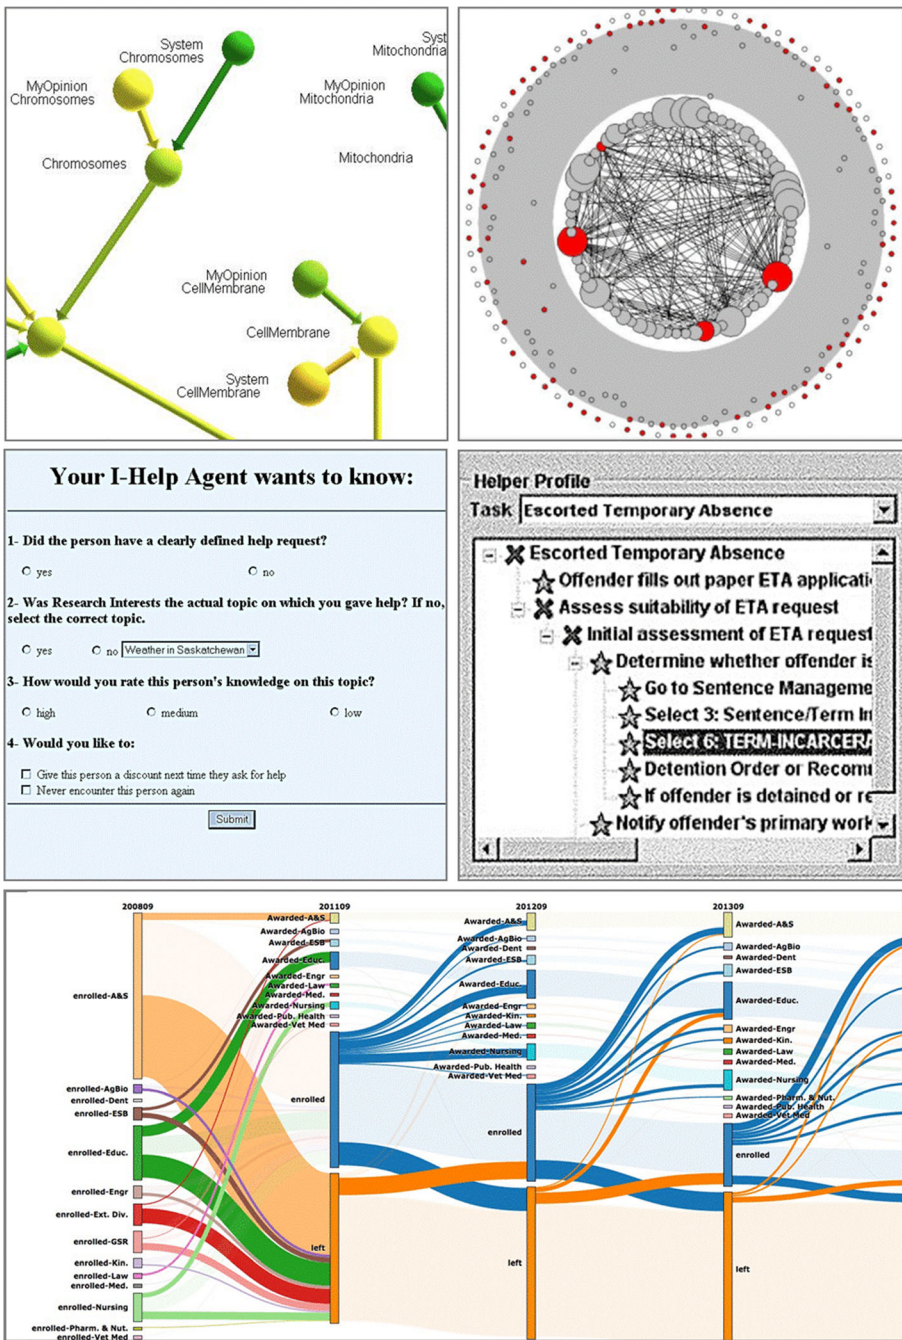 System
Chromosomes
MyOpinion
Chromosomes
Chromosomes
Syst
Mitochondria
MyOpinion
Mitochondria
Mitochondria
MyOpinion
CellMembrane
CellMembrane
System
CellMembrane
Your I-Help Agent wants to know:
1- Did the person have a clearly defined help request?
yes no
2- Was Research Interests the actual topic on which you gave help? If no,
select the correct topic.
yes no Weather in Saskatchewan
3- How would you rate this person's knowledge on this topic?
high medium low
4- Would you like to:
Give this person a discount next time they ask for help
Never encounter this person again
Submit
Helper Profile
Task Escorted Temporary Absence
Escorted Temporary Absence
Offender fills out paper ETA applicati
Assess suitability of ETA request
Initial assessment of ETA request
Determine whether offender is
Go to Sentence Manageme
Select 3: Sentence/Term In
Select 6: TERM-INCARCERA
Detention Order or Recom
If offender is detained or re
Notify offender's primary work
200809
enrolled-A&S
enrolled-AgBio
enrolled-Dent
enrolled-ESB
enrolled-Educ.
enrolled-Engr
enrolled-Ext. Div.
enrolled-GSR
enrolled-Kin.
enrolled-Law
enrolled-Med.
enrolled-Nursing
enrolled-Pharm. & Nut.
enrolled-Vet Med
201109
Awarded-A&S
Awarded-AgBio
Awarded-ESB
Awarded-Educ.
Awarded-Engr
Awarded-Law
Awarded-Med.
Awarded-Nursing
Awarded-Pub. Health
Awarded-Vet Med
enrolled
left
201209
Awarded-A&S
Awarded-AgBio
Awarded-Dent
Awarded-ESB
Awarded-Educ.
Awarded-Engr
Awarded-Kin.
Awarded-Law
Awarded-Med.
Awarded-Nursing
Awarded-Pub. Health
Awarded-Vet Med
enrolled
left
201309
Awarded-A&S
Awarded-AgBio
Awarded-Dent
Awarded-ESB
Awarded-Educ.
Awarded-Engr
Awarded-Kin.
Awarded-Law
Awarded-Med.
Awarded-Nursing
Awarded-Pharm. & Nut.
Awarded-Pub. Health
Awarded-Vet Med
enrolled
left